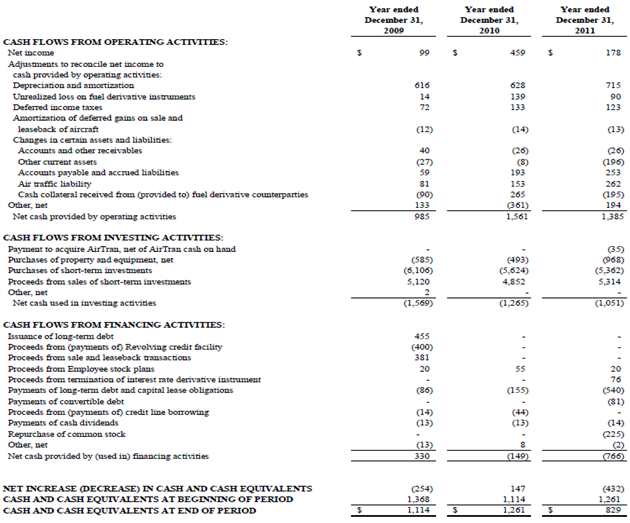 Year ended Year ended Year ended
December 31, December 31, December 31,
2009 2010 2011
CASH FLOWS FROM OPERATING ACTIVITIES:
Net income $ 99 $ 459 $ 178
Adjustments to reconcile net income to
cash provided by operating activities:
Depreciation and amortization 616 628 715
Unrealized loss on fuel derivative instruments 14 139 90
Deferred income taxes 72 133 123
Amortization of deferred gains on sale and
leaseback of aircraft (12) (14) (13)
Changes in certain assets and liabilities:
Accounts and other receivables 40 (26) (26)
Other current assets (27) (8) (196)
Accounts payable and accrued liabilities 59 193 253
Air traffic liability 81 153 262
Cash collateral received from (provided to) fuel derivative counterparties (90) 265 (195)
Other, net 133 (361) 194
Net cash provided by operating activities 985 1,561 1,385
CASH FLOWS FROM INVESTING ACTIVITIES:
Payment to acquire AirTran, net of AirTran cash on hand - - (35)
Purchases of property and equipment, net (585) (493) (968)
Purchases of short-term investments (6,106) (5,624) (5,362)
Proceeds from sales of short-term investments 5,120 4,852 5,314
Other, net 2 - -
Net cash used in investing activities (1,569) (1,265) (1,051)
CASH FLOWS FROM FINANCING ACTIVITIES:
Issuance of long-term debt 455 - -
Proceeds from (payments of) Revolving credit facility (400) - -
Proceeds from sale and leaseback transactions 381 - -
Proceeds from Employee stock plans 20 55 20
Proceeds from termination of interest rate derivative instrument - - 76
Payments of long-term debt and capital lease obligations (86) (155) (540)
Payments of convertible debt - - (81)
Proceeds from (payments of) credit line borrowing (14) (44) -
Payments of cash dividends (13) (13) (14)
Repurchase of common stock - - (225)
Other, net (13) 8 (2)
Net cash provided by (used in) financing activities 330 (149) (766)
NET INCREASE (DECREASE) IN CASH AND CASH EQUIVALENTS (254) 147 (432)
CASH AND CASH EQUIVALENTS AT BEGINNING OF PERIOD 1,368 1,114 1,261
CASH AND CASH EQUIVALENTS AT END OF PERIOD $ 1,114 $ 1,261 $ 829